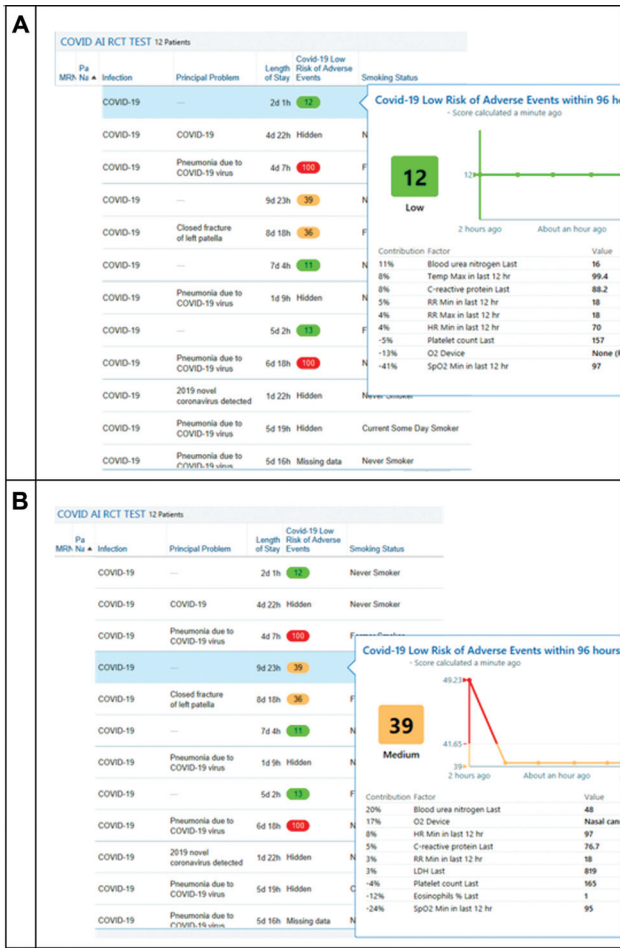 A
COVID AI RCT TEST 12 Patients
MRN Pa Na Infection Principal Problem Length of Stay Covid-19 Low Risk of Adverse Events Smoking Status
COVID-19 --- 2d 1h 12
COVID-19 COVID-19 4d 22h Hidden N
COVID-19 Pneumonia due to COVID-19 virus 4d 7h 100 F
COVID-19 --- 9d 23h 39 N
COVID-19 Closed fracture of left patella 8d 18h 36 F
COVID-19 --- 7d 4h 11 N
COVID-19 Pneumonia due to COVID-19 virus 1d 9h Hidden N
COVID-19 --- 5d 2h 13 F
COVID-19 Pneumonia due to COVID-19 virus 6d 18h 100 N
COVID-19 2019 novel coronavirus detected 1d 22h Hidden Never Smoker
COVID-19 Pneumonia due to COVID-19 virus 5d 19h Hidden Current Some Day Smoker
COVID-19 Pneumonia due to COVID-19 virus 5d 16h Missing data Never Smoker
Covid-19 Low Risk of Adverse Events within 96 ho
- Score calculated a minute ago
12
Low
12
2 hours ago About an hour ago
Contribution Factor Value
11% Blood urea nitrogen Last 16
8% Temp Max in last 12 hr 99.4
8% C-reactive protein Last 88.2
5% RR Min in last 12 hr 18
4% RR Max in last 12 hr 18
4% HR Min in last 12 hr 70
-5% Platelet count Last 157
-13% O2 Device None (
-41% SpO2 Min in last 12 hr 97
B
COVID AI RCT TEST 12 Patients
MRN Pa Na Infection Principal Problem Length of Stay Covid-19 Low Risk of Adverse Events Smoking Status
COVID-19 --- 2d 1h 12 Never Smoker
COVID-19 COVID-19 4d 22h Hidden Never Smoker
COVID-19 Pneumonia due to COVID-19 virus 4d 7h 100 Former Smoker
COVID-19 --- 9d 23h 39
COVID-19 Closed fracture of left patella 8d 18h 36 F
COVID-19 --- 7d 4h 11 N
COVID-19 Pneumonia due to COVID-19 virus 1d 9h Hidden N
COVID-19 --- 5d 2h 13 F
COVID-19 Pneumonia due to COVID-19 virus 6d 18h 100 N
COVID-19 2019 novel coronavirus detected 1d 22h Hidden N
COVID-19 Pneumonia due to COVID-19 virus 5d 19h Hidden C
COVID-19 Pneumonia due to COVID-19 virus 5d 16h Missing data N
Covid-19 Low Risk of Adverse Events within 96 hours
- Score calculated a minute ago
39
Medium
49.23
41.65
39
2 hours ago About an hour ago
Contribution Factor Value
20% Blood urea nitrogen Last 48
17% O2 Device Nasal can
8% HR Min in last 12 hr 97
5% C-reactive protein Last 76.7
3% RR Min in last 12 hr 18
3% LDH Last 819
-4% Platelet count Last 165
-12% Eosinophils % Last 1
-24% SpO2 Min in last 12 hr 95